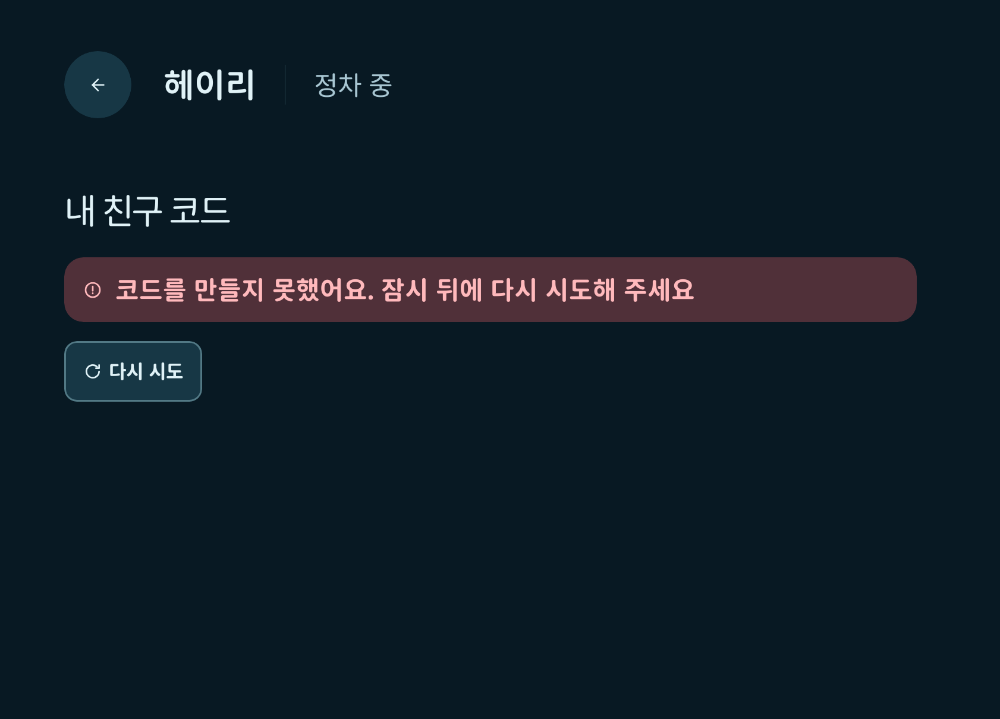 헤이리 정차 중
내 친구 코드
코드를 만들지 못했어요. 잠시 뒤에 다시 시도해 주세요
다시 시도